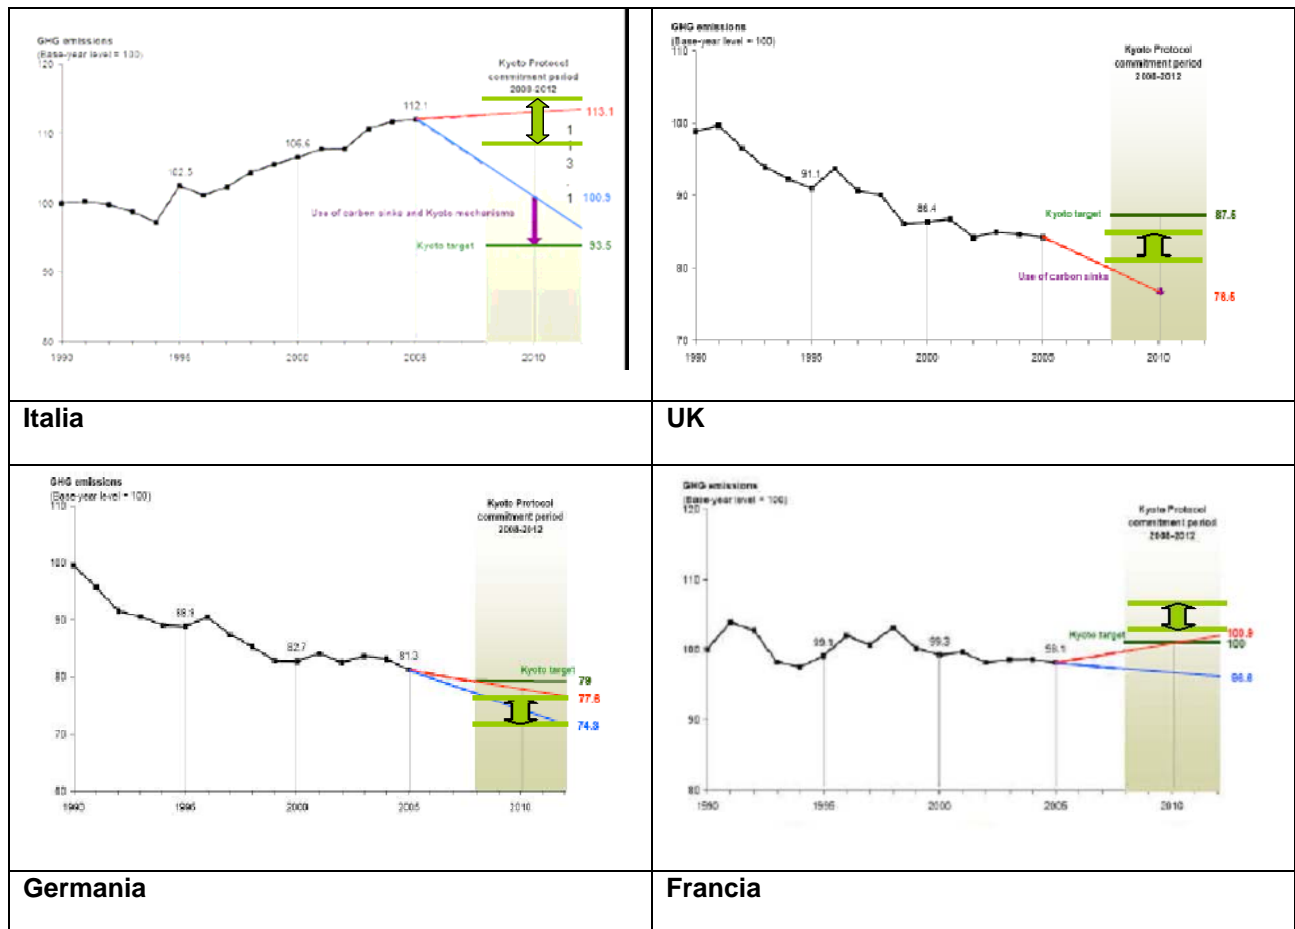 GHG emissions
(Base-year level = 100)
120
110
100
90
80
1990
1995
2000
2005
2010
102.5
106.6
112.1
Kyoto Protocol
commitment period
2008-2012
113.1
1
1
3
.
1
100.9
Use of carbon sinks and Kyoto mechanisms
Kyoto target
93.5
GHG emissions
(Base-year level = 100)
110
100
90
80
70
1990
1995
2000
2005
2010
91.1
86.4
Kyoto Protocol
commitment period
2008-2012
Kyoto target
87.5
Use of carbon sinks
Italia
UK
GHG emissions
(Base-year level = 100)
110
100
90
80
70
60
1990
1995
2000
2005
2010
88.9
82.7
81.3
Kyoto Protocol
commitment period
2008-2012
Kyoto target
79
77.6
GHG emissions
(Base-year level = 100)
120
110
100
90
80
1990
1995
2000
2005
2010
99.3
Kyoto Protocol
commitment period
2008-2012
Kyoto target
100.9
100
Germania
Francia